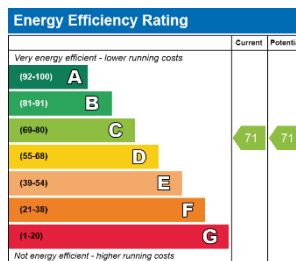 Energy Efficiency Rating
Current Potenti
Very energy efficient - lower running costs
(92-100) A
(81-91) B
(69-80) C 71 71
(55-68) D
(39-54) E
(21-38) F
(1-20) G
Not energy efficient - higher running costs